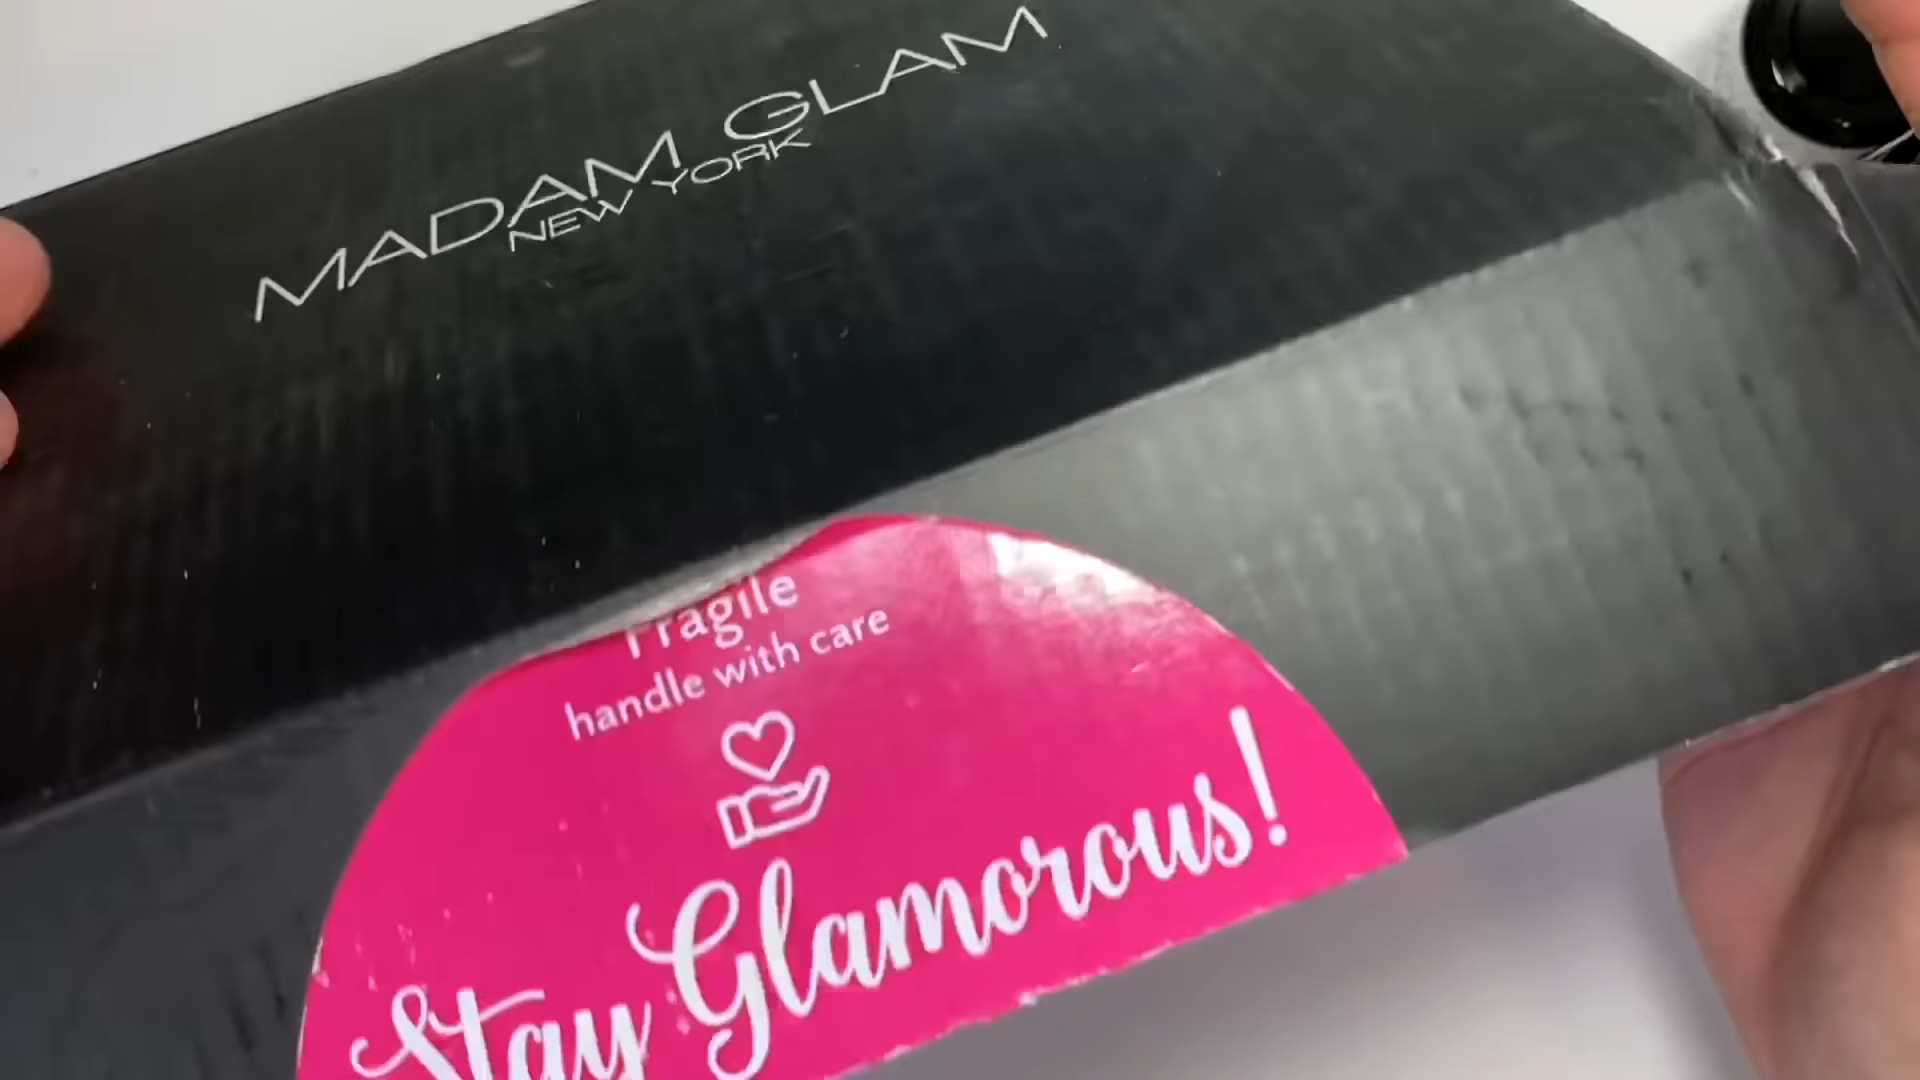 MADAM GLAM
NEW YORK
Fragile
handle with care
Stay Glamorous!